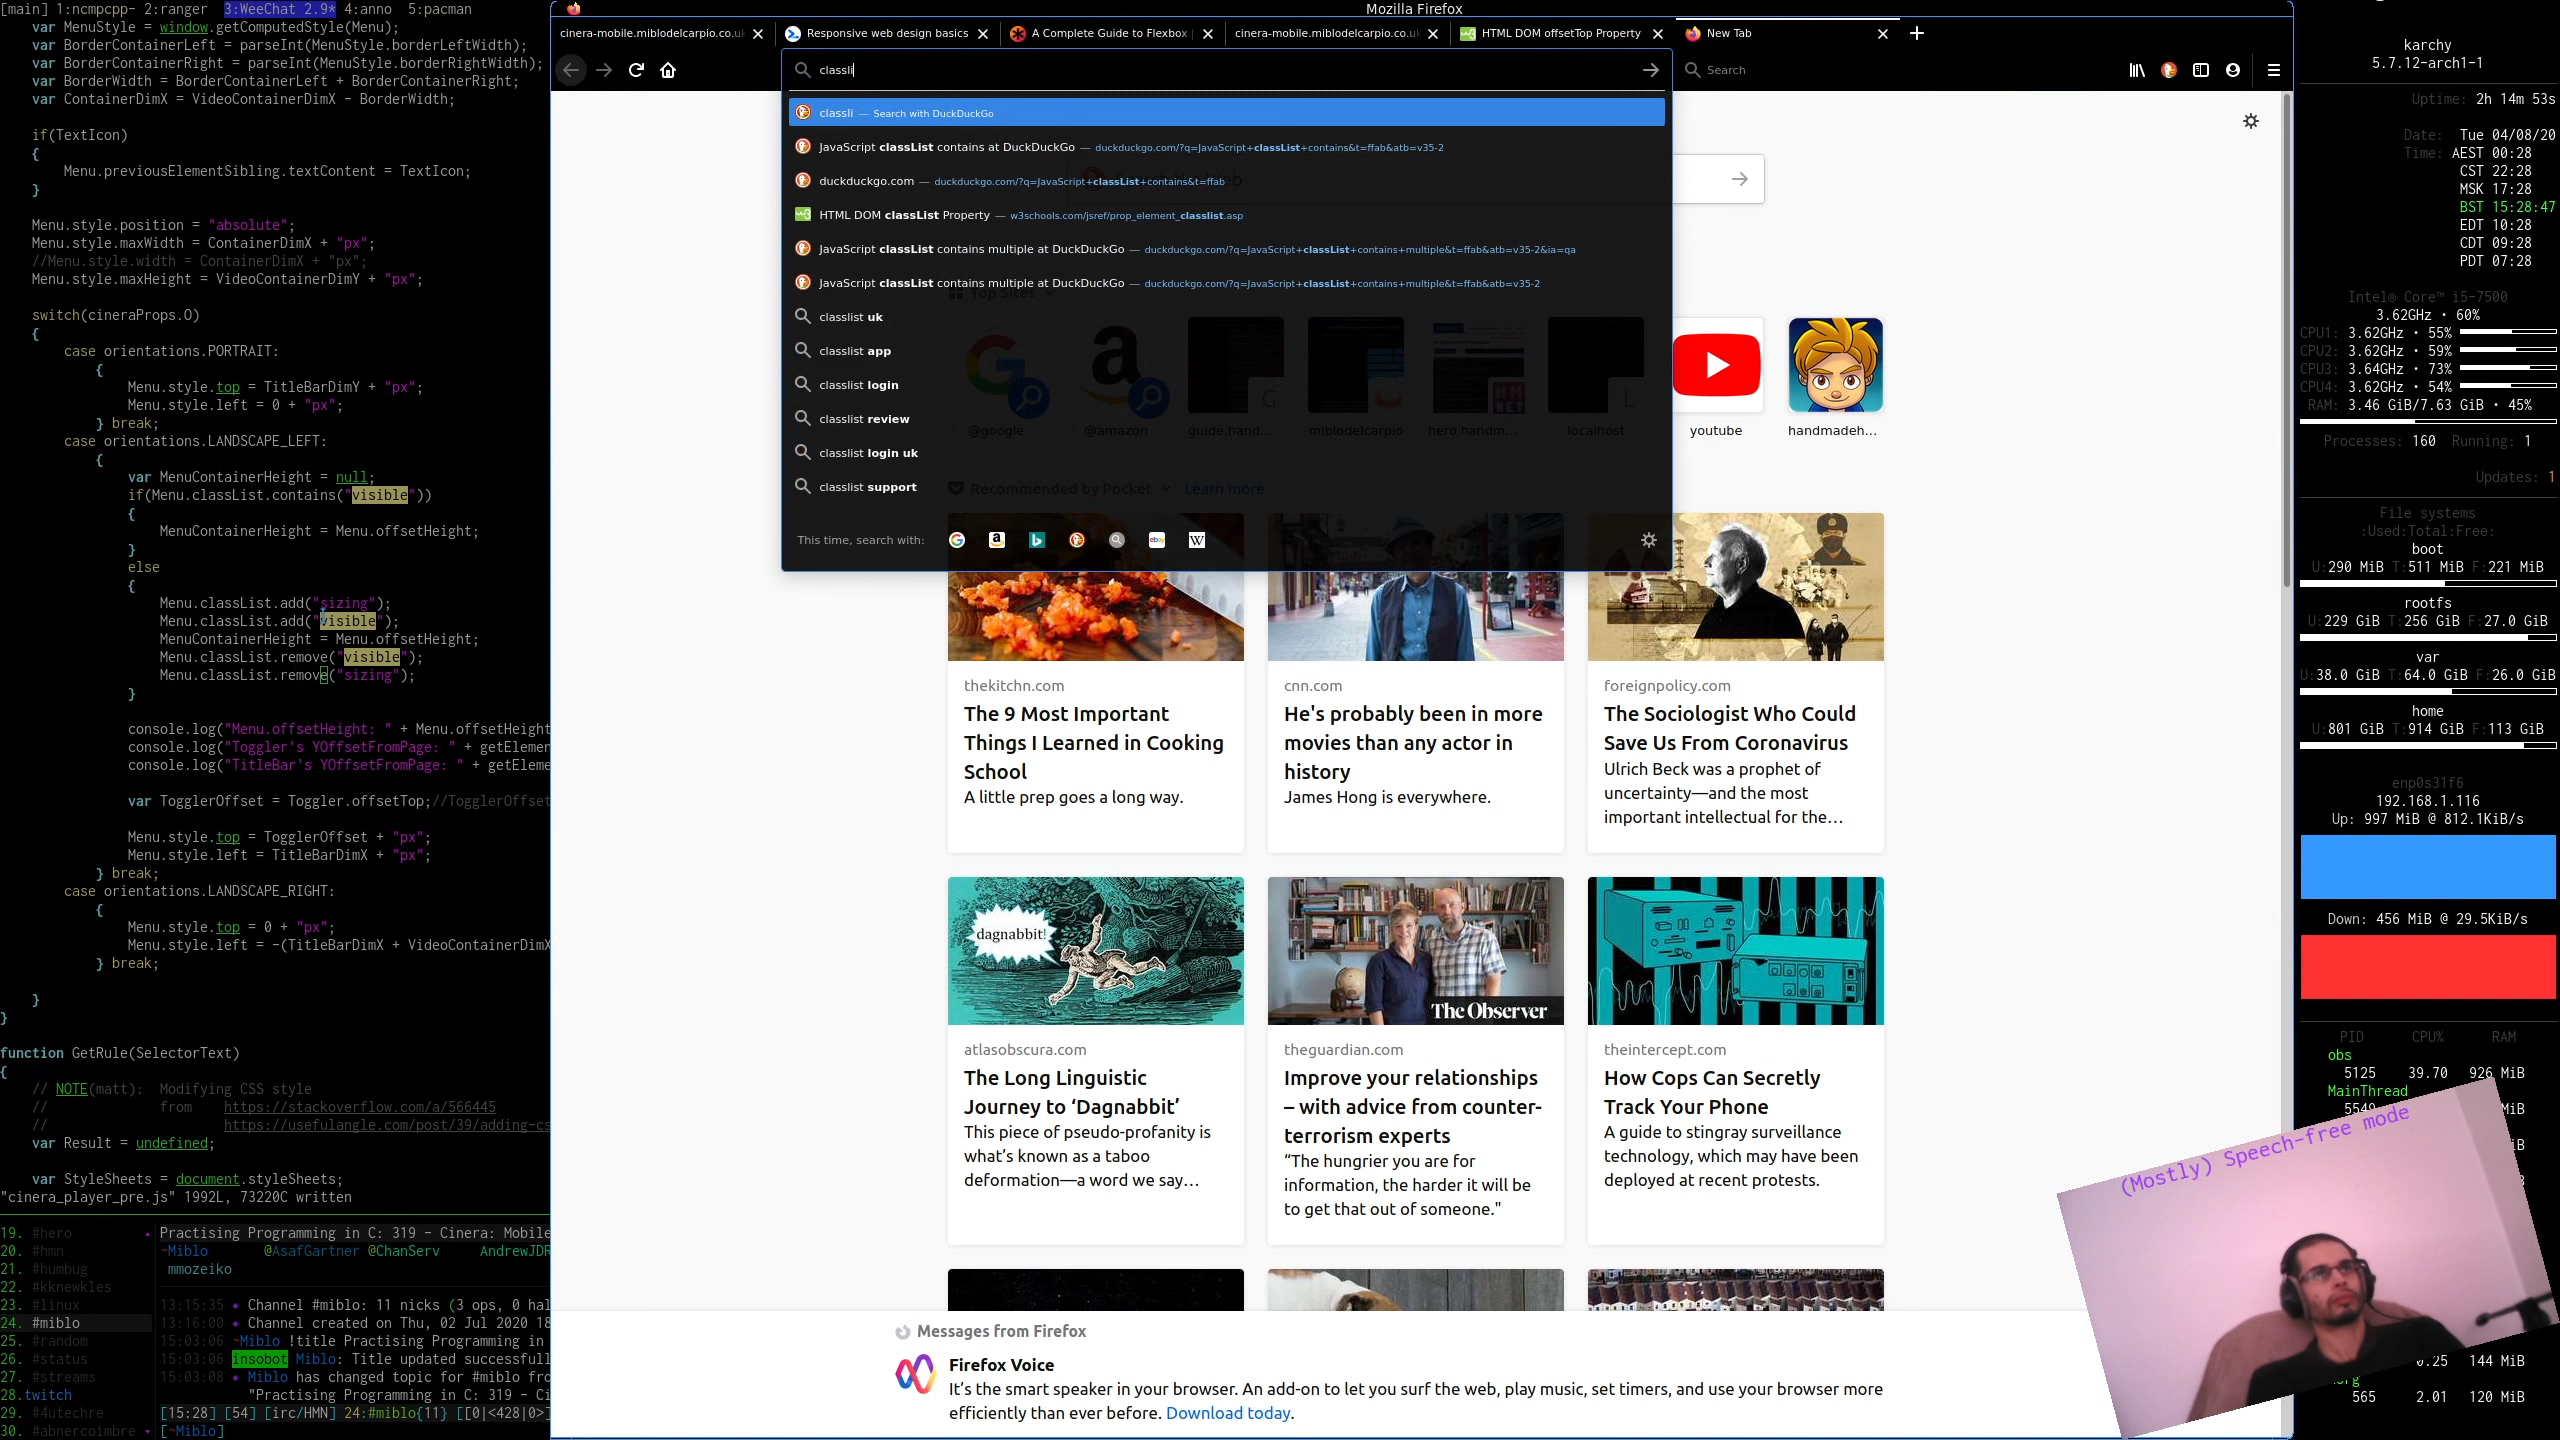 [main] 1:ncmpcpp- 2:ranger 3:WeeChat 2.9* 4:anno 5:pacman
var MenuStyle = window.getComputedStyle(Menu);
var BorderContainerLeft = parseInt(MenuStyle.borderLeftWidth);
var BorderContainerRight = parseInt(MenuStyle.borderRightWidth);
var BorderWidth = BorderContainerLeft + BorderContainerRight;
var ContainerDimX = VideoContainerDimX - BorderWidth;
if(TextIcon)
{
Menu.previousElementSibling.textContent = TextIcon;
}
Menu.style.position = "absolute";
Menu.style.maxWidth = ContainerDimX + "px";
//Menu.style.width = ContainerDimX + "px";
Menu.style.maxHeight = VideoContainerDimY + "px";
switch(cineraProps.O)
{
case orientations.PORTRAIT:
{
Menu.style.top = TitleBarDimY + "px";
Menu.style.left = 0 + "px";
} break;
case orientations.LANDSCAPE_LEFT:
{
var MenuContainerHeight = null;
if(Menu.classList.contains("visible"))
{
MenuContainerHeight = Menu.offsetHeight;
}
else
{
Menu.classList.add("sizing");
Menu.classList.add("visible");
MenuContainerHeight = Menu.offsetHeight;
Menu.classList.remove("visible");
Menu.classList.remove("sizing");
}
console.log("Menu.offsetHeight: " + Menu.offsetHeight
console.log("Toggler's YOffsetFromPage: " + getElemen
console.log("TitleBar's YOffsetFromPage: " + getEleme
var TogglerOffset = Toggler.offsetTop;//TogglerOffset
Menu.style.top = TogglerOffset + "px";
Menu.style.left = TitleBarDimX + "px";
} break;
case orientations.LANDSCAPE_RIGHT:
{
Menu.style.top = 0 + "px";
Menu.style.left = -(TitleBarDimX + VideoContainerDimX
} break;
}
}
function GetRule(SelectorText)
{
// NOTE(matt): Modifying CSS style
// from https://stackoverflow.com/a/566445
// https://usefulangle.com/post/39/adding-cs
var Result = undefined;
var StyleSheets = document.styleSheets;
"cinera_player_pre.js" 1992L, 73220C written
19. #hero
20. #hmn
21. #humbug
22. #kknewkles
23. #linux
24. #miblo
25. #random
26. #status
27. #streams
28.twitch
29. #4utechre
30. #abnercoimbre
Practising Programming in C: 319 - Cinera: Mobile
~Miblo @AsafGartner @ChanServ AndrewJDR
mmozeiko
13:15:35 Channel #miblo: 11 nicks (3 ops, 0 hal
13:16:00 Channel created on Thu, 02 Jul 2020 18
15:03:06 ~Miblo !title Practising Programming in
15:03:06 insobot Miblo: Title updated successfull
15:03:08 Miblo has changed topic for #miblo fro
"Practising Programming in C: 319 - Ci
[15:28] [54] [irc/HMN] 24:#miblo{11} [[0|<428|0>]
[~Miblo]
Mozilla Firefox
cinera-mobile.miblodelcarpio.co.uk
Responsive web design basics
A Complete Guide to Flexbox |
cinera-mobile.miblodelcarpio.co.uk
HTML DOM offsetTop Property
New Tab
classli
Search
classli — Search with DuckDuckGo
JavaScript classList contains at DuckDuckGo — duckduckgo.com/?q=JavaScript+classList+contains&t=ffab&atb=v35-2
duckduckgo.com — duckduckgo.com/?q=JavaScript+classList+contains&t=ffab
HTML DOM classList Property — w3schools.com/jsref/prop_element_classlist.asp
JavaScript classList contains multiple at DuckDuckGo — duckduckgo.com/?q=JavaScript+classList+contains+multiple&t=ffab&atb=v35-2&ia=qa
JavaScript classList contains multiple at DuckDuckGo — duckduckgo.com/?q=JavaScript+classList+contains+multiple&t=ffab&atb=v35-2
Top Sites
classlist uk
classlist app
classlist login
classlist review
classlist login uk
classlist support
@google
@amazon
guide.hand...
miblodelcarpio
hero.handm...
localhost
youtube
handmadeh...
Recommended by Pocket Learn more
This time, search with:
thekitchn.com
The 9 Most Important
Things I Learned in Cooking
School
A little prep goes a long way.
cnn.com
He's probably been in more
movies than any actor in
history
James Hong is everywhere.
foreignpolicy.com
The Sociologist Who Could
Save Us From Coronavirus
Ulrich Beck was a prophet of
uncertainty—and the most
important intellectual for the…
dagnabbit!
The Observer
atlasobscura.com
The Long Linguistic
Journey to ‘Dagnabbit’
This piece of pseudo-profanity is
what’s known as a taboo
deformation—a word we say…
theguardian.com
Improve your relationships
– with advice from counter-
terrorism experts
“The hungrier you are for
information, the harder it will be
to get that out of someone."
theintercept.com
How Cops Can Secretly
Track Your Phone
A guide to stingray surveillance
technology, which may have been
deployed at recent protests.
Messages from Firefox
Firefox Voice
It’s the smart speaker in your browser. An add-on to let you surf the web, play music, set timers, and use your browser more
efficiently than ever before. Download today.
karchy
5.7.12-arch1-1
Uptime: 2h 14m 53s
Date: Tue 04/08/20
Time: AEST 00:28
CST 22:28
MSK 17:28
BST 15:28:47
EDT 10:28
CDT 09:28
PDT 07:28
Intel® Core™ i5-7500
3.62GHz · 60%
CPU1: 3.62GHz · 55%
CPU2: 3.62GHz · 59%
CPU3: 3.64GHz · 73%
CPU4: 3.62GHz · 54%
RAM: 3.46 GiB/7.63 GiB · 45%
Processes: 160 Running: 1
Updates: 1
File systems
:Used:Total:Free:
boot
U:290 MiB T:511 MiB F:221 MiB
rootfs
U:229 GiB T:256 GiB F:27.0 GiB
var
U:38.0 GiB T:64.0 GiB F:26.0 GiB
home
U:801 GiB T:914 GiB F:113 GiB
enp0s31f6
192.168.1.116
Up: 997 MiB @ 812.1KiB/s
Down: 456 MiB @ 29.5KiB/s
PID CPU% RAM
obs
5125 39.70 926 MiB
MainThread
5549 MiB
(Mostly) Speech-free mode
0.25 144 MiB
565 2.01 120 MiB